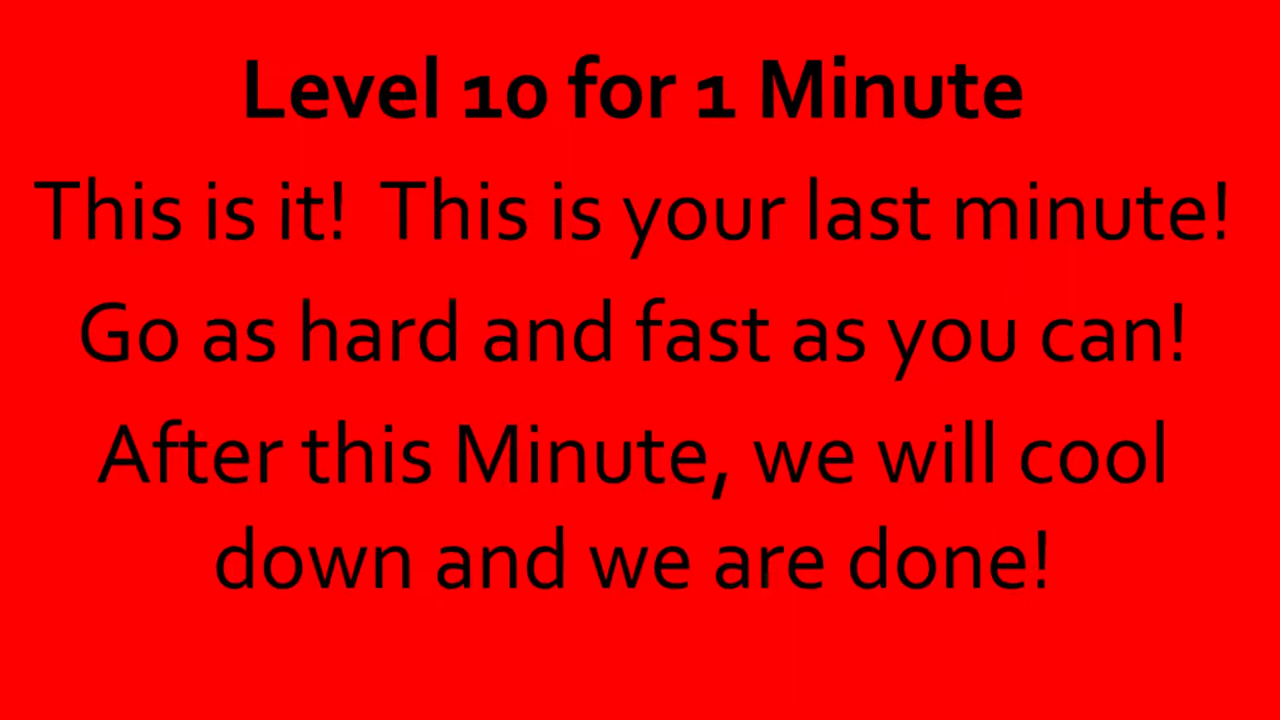 Level 10 for 1 Minute
This is it!  This is your last minute!
Go as hard and fast as you can!
After this Minute, we will cool
down and we are done!